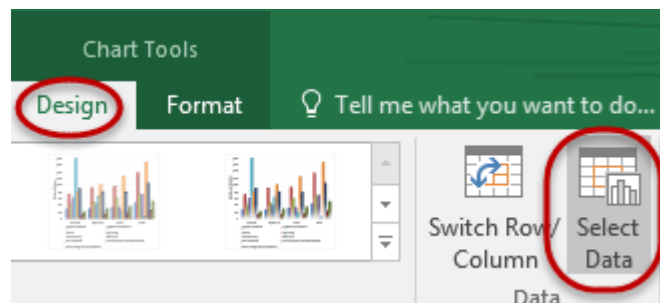 Chart Tools
Design Format Tell me what you want to do...
Switch Row/ Select
Column Data
Data